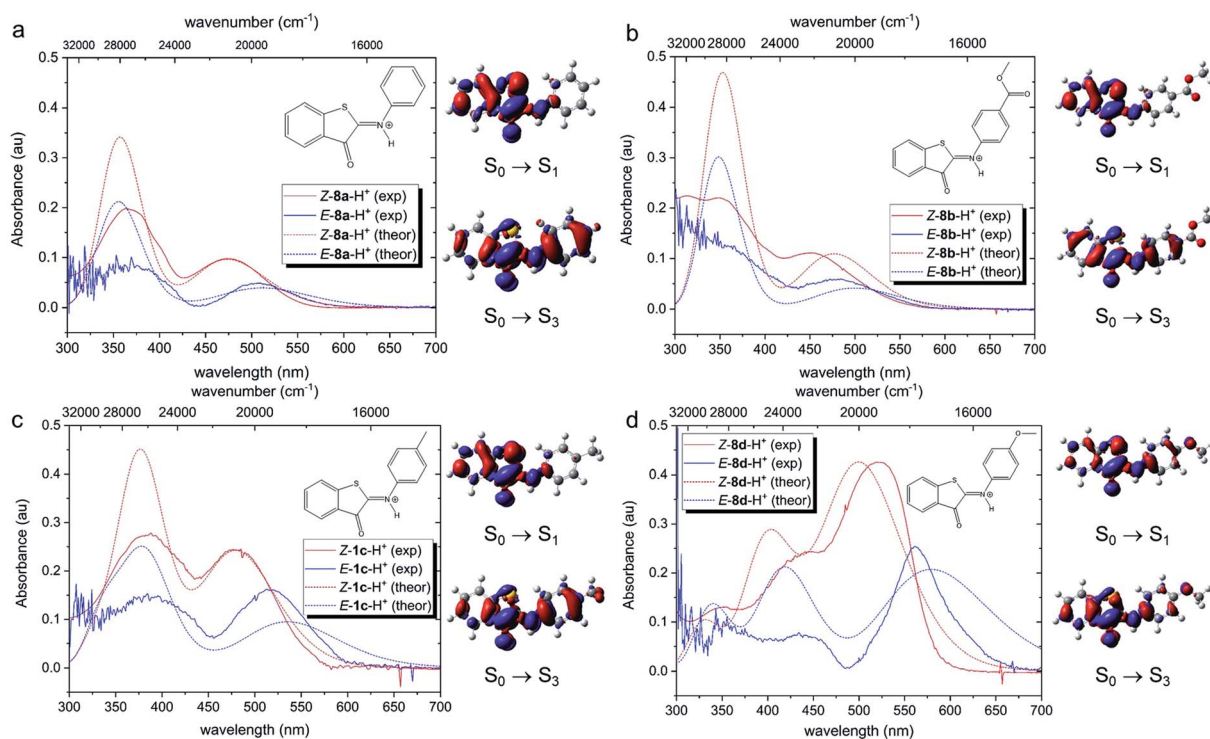 a
wavenumber (cm-1)
32000 28000 24000 20000 16000
Absorbance (au)
0.5
0.4
0.3
0.2
0.1
0.0
S
N
⊕
H
O
Z-8a-H+ (exp)
E-8a-H+ (exp)
Z-8a-H+ (theor)
E-8a-H+ (theor)
300 350 400 450 500 550 600 650 700
wavelength (nm)
S0 → S1
S0 → S3
b
wavenumber (cm-1)
32000 28000 24000 20000 16000
Absorbance (au)
0.5
0.4
0.3
0.2
0.1
0.0
O
O
S
N
⊕
H
O
Z-8b-H+ (exp)
E-8b-H+ (exp)
Z-8b-H+ (theor)
E-8b-H+ (theor)
300 350 400 450 500 550 600 650 700
wavelength (nm)
S0 → S1
S0 → S3
c
wavenumber (cm-1)
32000 28000 24000 20000 16000
Absorbance (au)
0.5
0.4
0.3
0.2
0.1
0.0
S
N
⊕
H
O
Z-1c-H+ (exp)
E-1c-H+ (exp)
Z-1c-H+ (theor)
E-1c-H+ (theor)
300 350 400 450 500 550 600 650 700
wavelength (nm)
S0 → S1
S0 → S3
d
wavenumber (cm-1)
32000 28000 24000 20000 16000
Absorbance (au)
0.5
0.4
0.3
0.2
0.1
0.0
Z-8d-H+ (exp)
E-8d-H+ (exp)
Z-8d-H+ (theor)
E-8d-H+ (theor)
O
S
N
⊕
H
O
300 350 400 450 500 550 600 650 700
wavelength (nm)
S0 → S1
S0 → S3